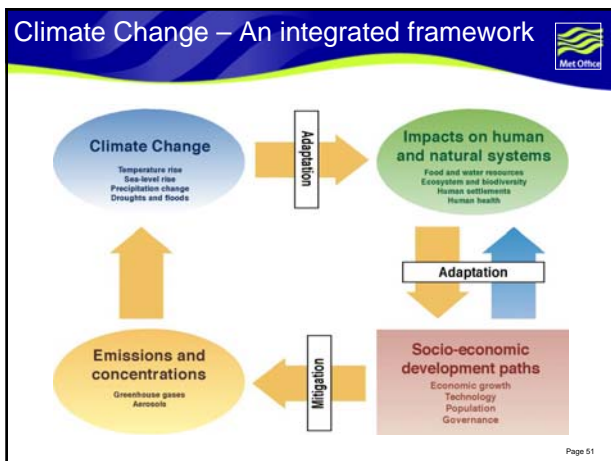 Climate Change – An integrated framework
Met Office
Climate Change
Temperature rise
Sea-level rise
Precipitation change
Droughts and floods
Adaptation
Impacts on human
and natural systems
Food and water resources
Ecosystem and biodiversity
Human settlements
Human health
Adaptation
Emissions and
concentrations
Greenhouse gases
Aerosols
Mitigation
Socio-economic
development paths
Economic growth
Technology
Population
Governance
Page 51